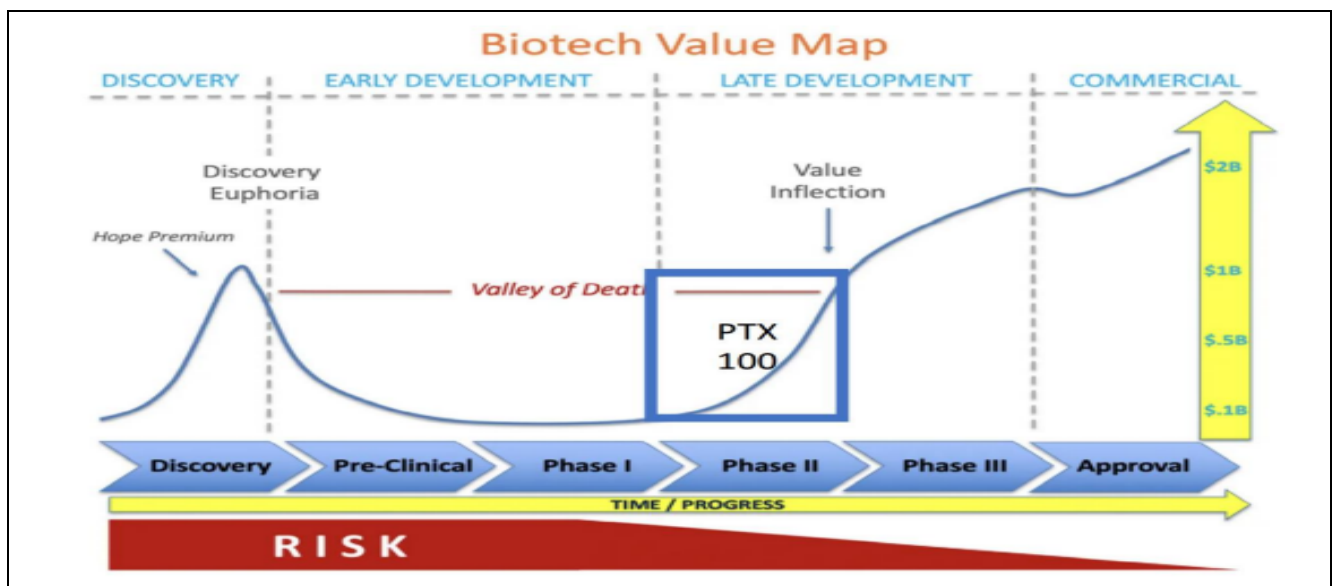 Biotech Value Map
DISCOVERY
EARLY DEVELOPMENT
LATE DEVELOPMENT
COMMERCIAL
Discovery
Euphoria
Hope Premium
Value
Inflection
Valley of Death
PTX
100
$2B
$1B
$.5B
$.1B
Discovery
Pre-Clinical
Phase I
Phase II
Phase III
Approval
TIME / PROGRESS
RISK